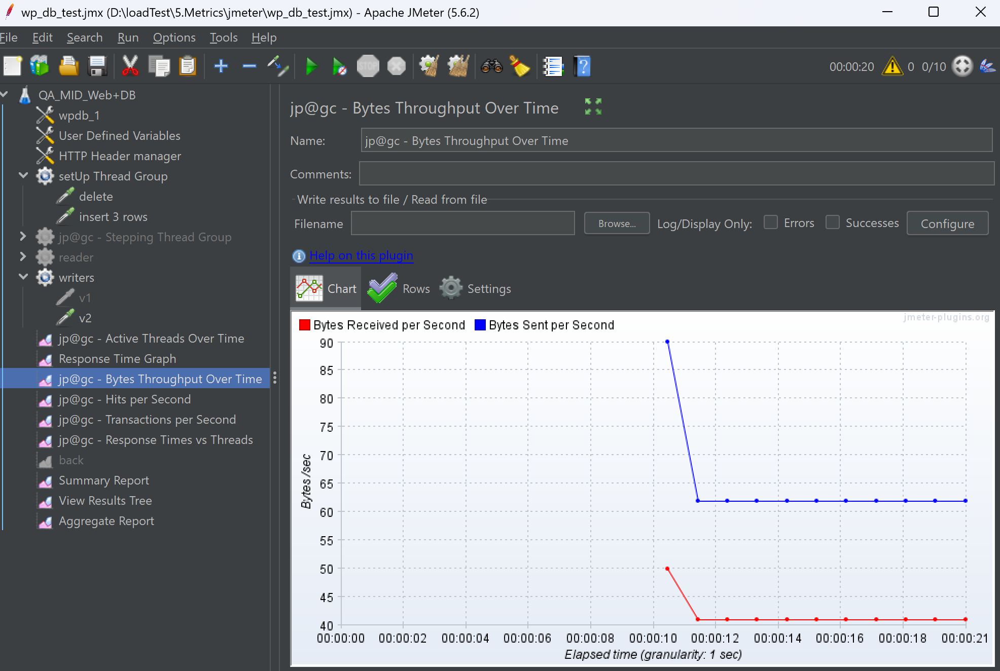 wp_db_test.jmx (D:\loadTest\5.Metrics\jmeter\wp_db_test.jmx) - Apache JMeter (5.6.2)
File Edit Search Run Options Tools Help
STOP 00:00:20 0 0/10
QA_MID_Web+DB
wpdb_1
User Defined Variables
HTTP Header manager
setUp Thread Group
delete
insert 3 rows
jp@gc - Stepping Thread Group
reader
writers
v1
v2
jp@gc - Active Threads Over Time
Response Time Graph
jp@gc - Bytes Throughput Over Time
jp@gc - Hits per Second
jp@gc - Transactions per Second
jp@gc - Response Times vs Threads
back
Summary Report
View Results Tree
Aggregate Report
jp@gc - Bytes Throughput Over Time
Name: jp@gc - Bytes Throughput Over Time
Comments:
Write results to file / Read from file
Filename Browse... Log/Display Only: Errors Successes Configure
Help on this plugin
Chart Rows Settings
Bytes Received per Second Bytes Sent per Second
jmeter-plugins.org
90
85
80
75
70
65
60
55
50
45
40
Bytes/sec
00:00:00 00:00:02 00:00:04 00:00:06 00:00:08 00:00:10 00:00:12 00:00:14 00:00:16 00:00:18 00:00:21
Elapsed time (granularity: 1 sec)